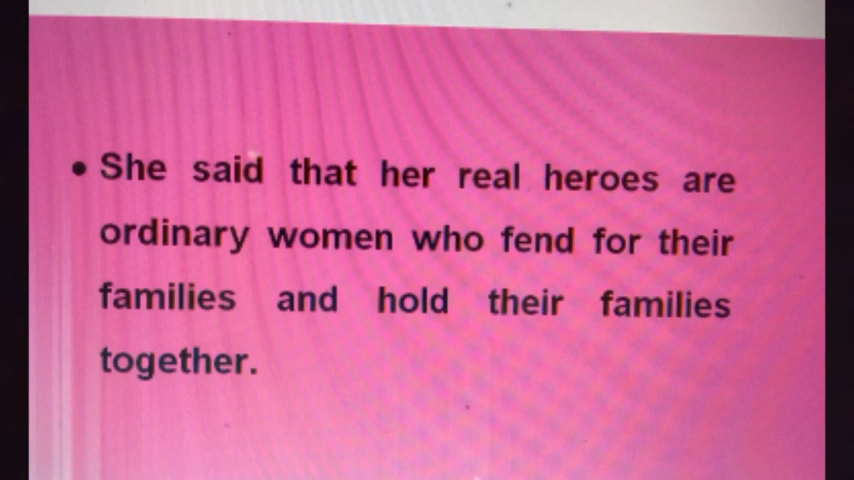 • She said that her real heroes are
ordinary women who fend for their
families and hold their families
together.